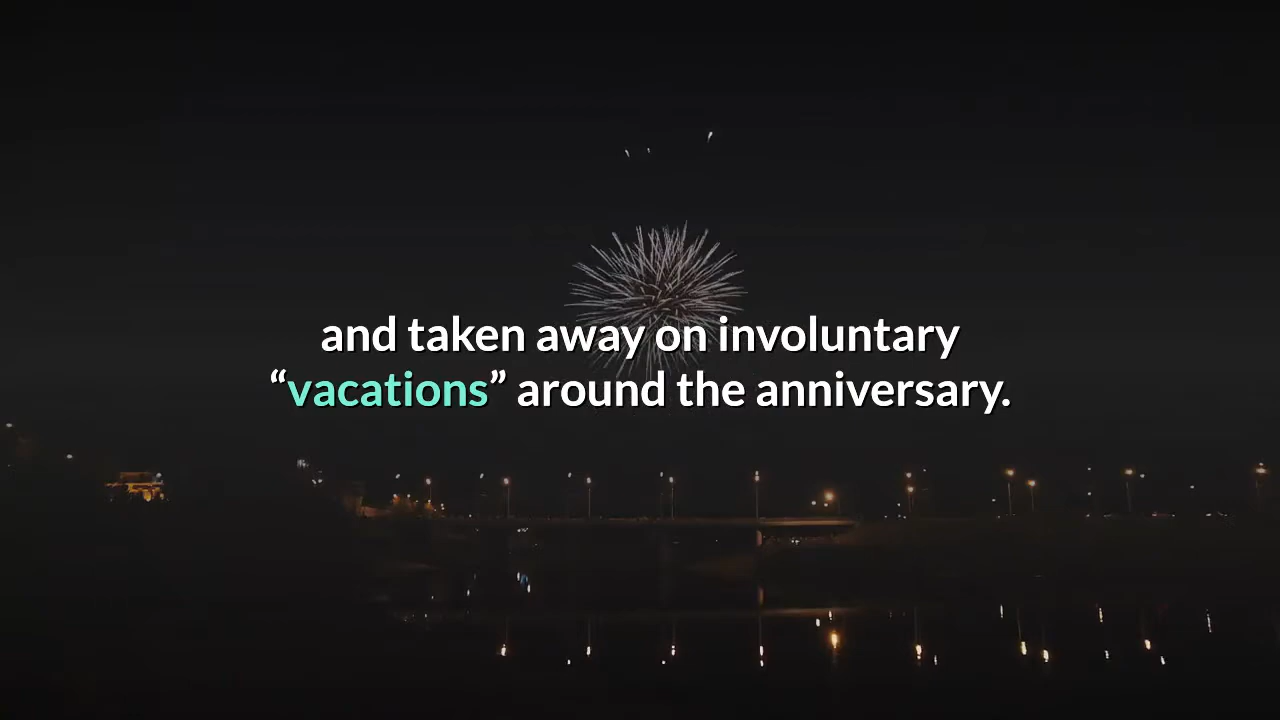 and taken away on involuntary
“vacations” around the anniversary.